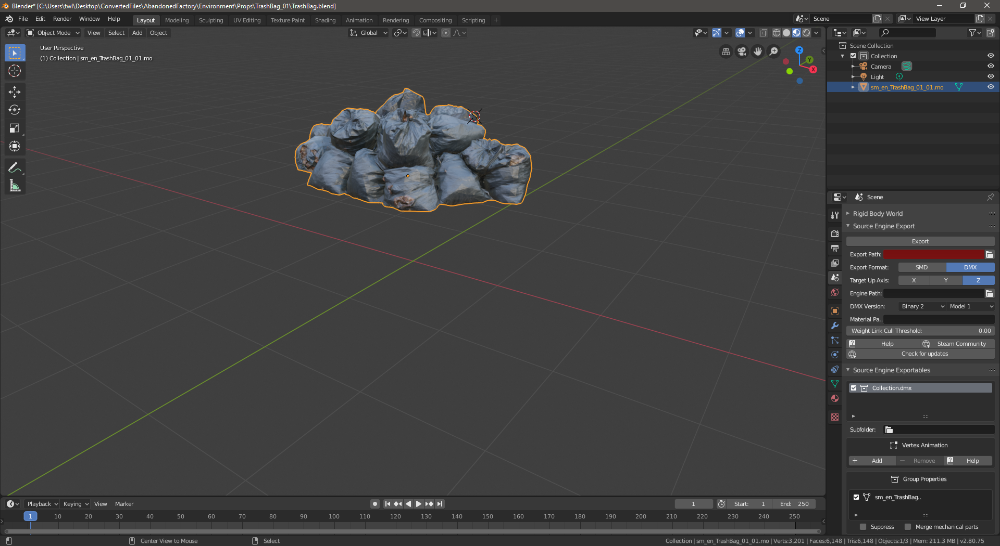 Blender* [C:\Users\twl\Desktop\ConvertedFiles\AbandonedFactory\Environment\Props\TrashBag_01\TrashBag.blend]
File Edit Render Window Help Layout Modeling Sculpting UV Editing Texture Paint Shading Animation Rendering Compositing Scripting + Scene View Layer
Object Mode View Select Add Object Global
User Perspective
(1) Collection | sm_en_TrashBag_01_01.mo
Z
Y
X
Scene Collection
Collection
Camera
Light
sm_en_TrashBag_01_01.mo
Scene
Rigid Body World
Source Engine Export
Export
Export Path:
Export Format: SMD DMX
Target Up Axis: X Y Z
Engine Path:
DMX Version: Binary 2 Model 1
Material Pa..
Weight Link Cull Threshold: 0.00
Help Steam Community
Check for updates
Source Engine Exportables
Collection.dmx
Subfolder:
Vertex Animation
+ Add − Remove Help
Group Properties
sm_en_TrashBag..
Suppress Merge mechanical parts
Playback Keying View Marker 1 Start: 1 End: 250
1 10 20 30 40 50 60 70 80 90 100 110 120 130 140 150 160 170 180 190 200 210 220 230 240 250
Center View to Mouse Select Collection | sm_en_TrashBag_01_01.mo | Verts:3,201 | Faces:6,148 | Tris:6,148 | Objects:1/3 | Mem: 211.3 MB | v2.80.75